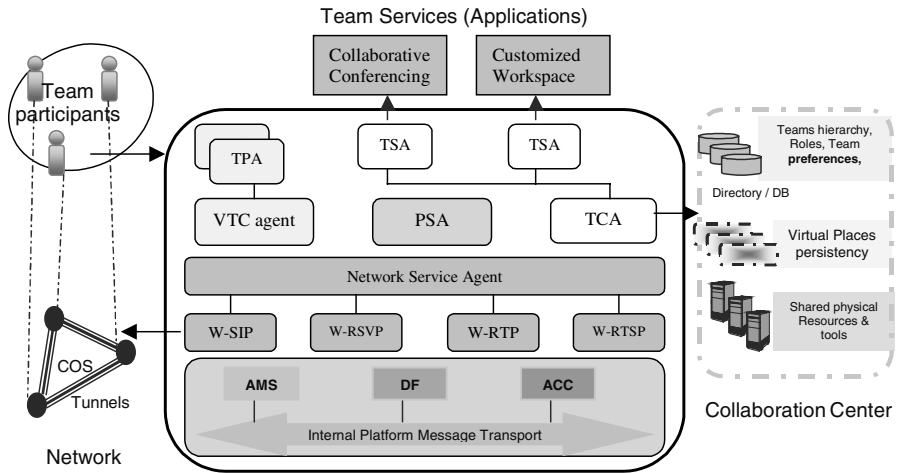 Team Services (Applications)
Collaborative
Conferencing
Customized
Workspace
Team
participants
TPA
TSA
TSA
VTC agent
PSA
TCA
Teams hierarchy,
Roles, Team
preferences,
Directory / DB
Virtual Places
persistency
Shared physical
Resources &
tools
Collaboration Center
Network Service Agent
W-SIP
W-RSVP
W-RTP
W-RTSP
AMS
DF
ACC
Internal Platform Message Transport
COS
Tunnels
Network